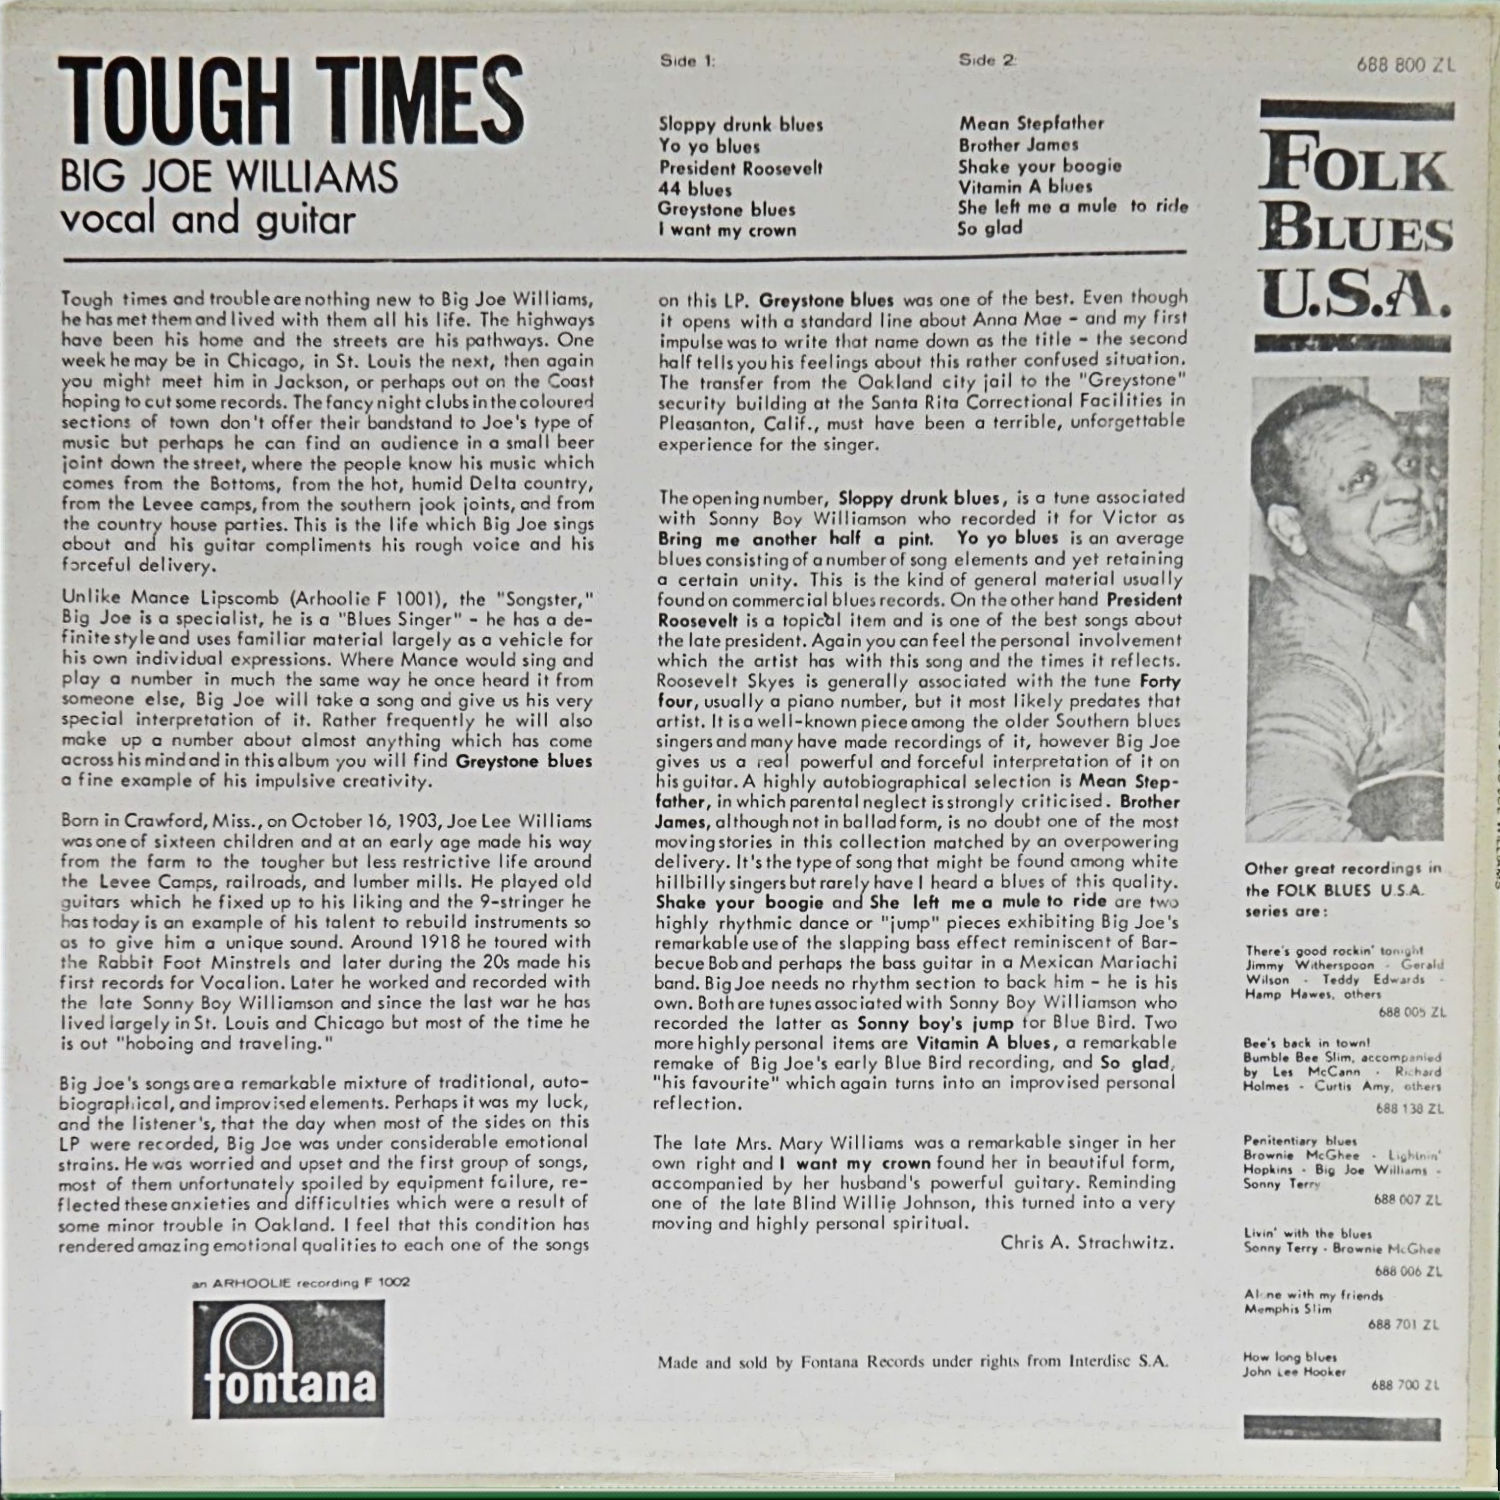 TOUGH TIMES
BIG JOE WILLIAMS
vocal and guitar
Side 1:
Sloppy drunk blues
Yo yo blues
President Roosevelt
44 blues
Greystone blues
I want my crown
Side 2:
Mean Stepfather
Brother James
Shake your boogie
Vitamin A blues
She left me a mule to ride
So glad
688 800 ZL
FOLK
BLUES
U.S.A.
Tough times and trouble are nothing new to Big Joe Williams,
he has met them and lived with them all his life. The highways
have been his home and the streets are his pathways. One
week he may be in Chicago, in St. Louis the next, then again
you might meet him in Jackson, or perhaps out on the Coast
hoping to cut some records. The fancy night clubs in the coloured
sections of town don't offer their bandstand to Joe's type of
music but perhaps he can find an audience in a small beer
joint down the street, where the people know his music which
comes from the Bottoms, from the hot, humid Delta country,
from the Levee camps, from the southern jook joints, and from
the country house parties. This is the life which Big Joe sings
about and his guitar compliments his rough voice and his
forceful delivery.
Unlike Mance Lipscomb (Arhoolie F 1001), the "Songster,"
Big Joe is a specialist, he is a "Blues Singer" - he has a de-
finite style and uses familiar material largely as a vehicle for
his own individual expressions. Where Mance would sing and
play a number in much the same way he once heard it from
someone else, Big Joe will take a song and give us his very
special interpretation of it. Rather frequently he will also
make up a number about almost anything which has come
across his mind and in this album you will find Greystone blues
a fine example of his impulsive creativity.
Born in Crawford, Miss., on October 16, 1903, Joe Lee Williams
was one of sixteen children and at an early age made his way
from the farm to the tougher but less restrictive life around
the Levee Camps, railroads, and lumber mills. He played old
guitars which he fixed up to his liking and the 9-stringer he
has today is an example of his talent to rebuild instruments so
as to give him a unique sound. Around 1918 he toured with
the Rabbit Foot Minstrels and later during the 20s made his
first records for Vocalion. Later he worked and recorded with
the late Sonny Boy Williamson and since the last war he has
lived largely in St. Louis and Chicago but most of the time he
is out "hoboing and traveling."
Big Joe's songs are a remarkable mixture of traditional, auto-
biographical, and improvised elements. Perhaps it was my luck,
and the listener's, that the day when most of the sides on this
LP were recorded, Big Joe was under considerable emotional
strains. He was worried and upset and the first group of songs,
most of them unfortunately spoiled by equipment failure, re-
flected these anxieties and difficulties which were a result of
some minor trouble in Oakland. I feel that this condition has
rendered amazing emotional qualities to each one of the songs
on this LP. Greystone blues was one of the best. Even though
it opens with a standard line about Anna Mae - and my first
impulse was to write that name down as the title - the second
half tells you his feelings about this rather confused situation.
The transfer from the Oakland city jail to the "Greystone"
security building at the Santa Rita Correctional Facilities in
Pleasanton, Calif., must have been a terrible, unforgettable
experience for the singer.
The opening number, Sloppy drunk blues, is a tune associated
with Sonny Boy Williamson who recorded it for Victor as
Bring me another half a pint. Yo yo blues is an average
blues consisting of a number of song elements and yet retaining
a certain unity. This is the kind of general material usually
found on commercial blues records. On the other hand President
Roosevelt is a topical item and is one of the best songs about
the late president. Again you can feel the personal involvement
which the artist has with this song and the times it reflects.
Roosevelt Skyes is generally associated with the tune Forty
four, usually a piano number, but it most likely predates that
artist. It is a well-known piece among the older Southern blues
singers and many have made recordings of it, however Big Joe
gives us a real powerful and forceful interpretation of it on
his guitar. A highly autobiographical selection is Mean Step-
father, in which parental neglect is strongly criticised. Brother
James, although not in ballad form, is no doubt one of the most
moving stories in this collection matched by an overpowering
delivery. It's the type of song that might be found among white
hillbilly singers but rarely have I heard a blues of this quality.
Shake your boogie and She left me a mule to ride are two
highly rhythmic dance or "jump" pieces exhibiting Big Joe's
remarkable use of the slapping bass effect reminiscent of Bar-
becue Bob and perhaps the bass guitar in a Mexican Mariachi
band. Big Joe needs no rhythm section to back him - he is his
own. Both are tunes associated with Sonny Boy Williamson who
recorded the latter as Sonny boy's jump for Blue Bird. Two
more highly personal items are Vitamin A blues, a remarkable
remake of Big Joe's early Blue Bird recording, and So glad,
"his favourite" which again turns into an improvised personal
reflection.
The late Mrs. Mary Williams was a remarkable singer in her
own right and I want my crown found her in beautiful form,
accompanied by her husband's powerful guitary. Reminding
one of the late Blind Willie Johnson, this turned into a very
moving and highly personal spiritual.
Chris A. Strachwitz.
an ARHOOLIE recording F 1002
fontana
Made and sold by Fontana Records under rights from Interdisc S.A.
Other great recordings in
the FOLK BLUES U.S.A.
series are:
There's good rockin' tonight
Jimmy Witherspoon - Gerald
Wilson - Teddy Edwards -
Hamp Hawes, others
688 005 ZL
Bee's back in town!
Bumble Bee Slim, accompanied
by Les McCann - Richard
Holmes - Curtis Amy, others
688 138 ZL
Penitentiary blues
Brownie McGhee - Lightnin'
Hopkins - Big Joe Williams -
Sonny Terry
688 007 ZL
Livin' with the blues
Sonny Terry - Brownie McGhee
688 006 ZL
Alone with my friends
Memphis Slim
688 701 ZL
How long blues
John Lee Hooker
688 700 ZL